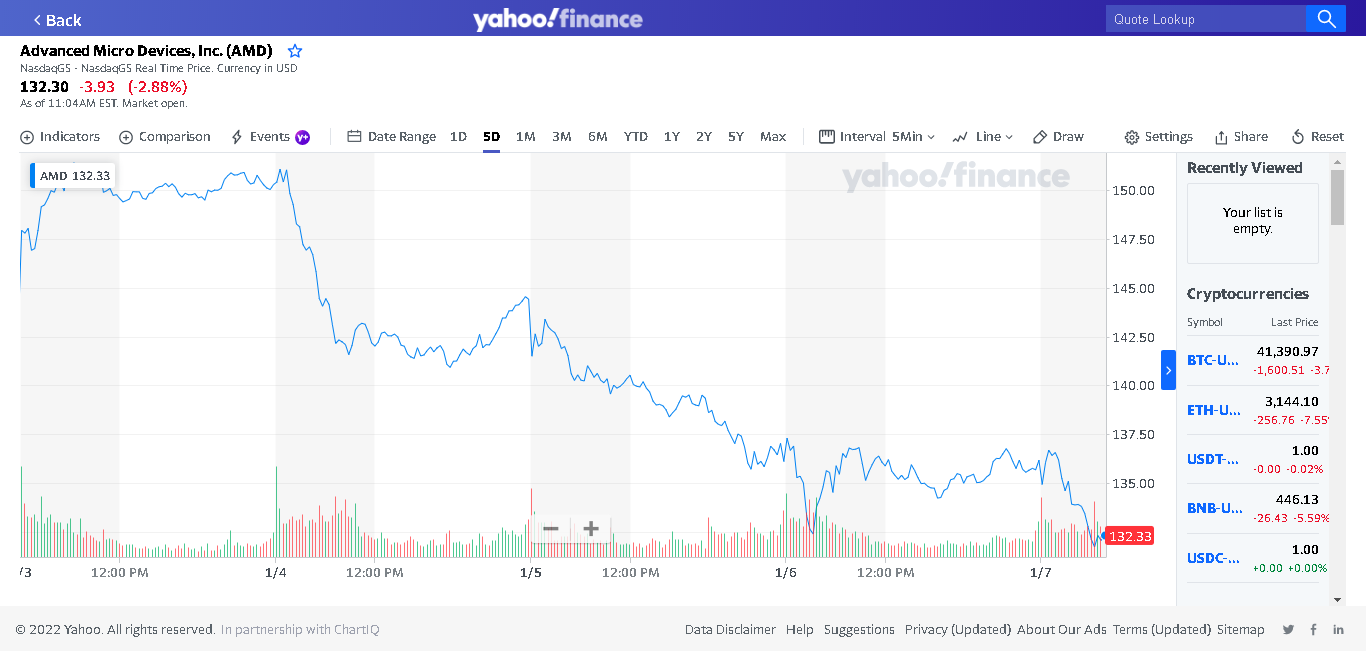 Back
yahoo!finance
Quote Lookup
Advanced Micro Devices, Inc. (AMD)
NasdaqGS - NasdaqGS Real Time Price. Currency in USD
132.30 -3.93 (-2.88%)
As of 11:04AM EST. Market open.
Indicators Comparison Events Y+ Date Range 1D 5D 1M 3M 6M YTD 1Y 2Y 5Y Max Interval 5Min Line Draw Settings Share Reset
AMD 132.33
yahoo!finance
150.00
147.50
145.00
142.50
140.00
137.50
135.00
132.33
/3 12:00 PM 1/4 12:00 PM 1/5 12:00 PM 1/6 12:00 PM 1/7
Recently Viewed
Your list is
empty.
Cryptocurrencies
Symbol Last Price
BTC-U... 41,390.97
-1,600.51 -3.7
ETH-U... 3,144.10
-256.76 -7.55%
USDT-... 1.00
-0.00 -0.02%
BNB-U... 446.13
-26.43 -5.59%
USDC-... 1.00
+0.00 +0.00%
© 2022 Yahoo. All rights reserved. In partnership with ChartIQ
Data Disclaimer Help Suggestions Privacy (Updated) About Our Ads Terms (Updated) Sitemap